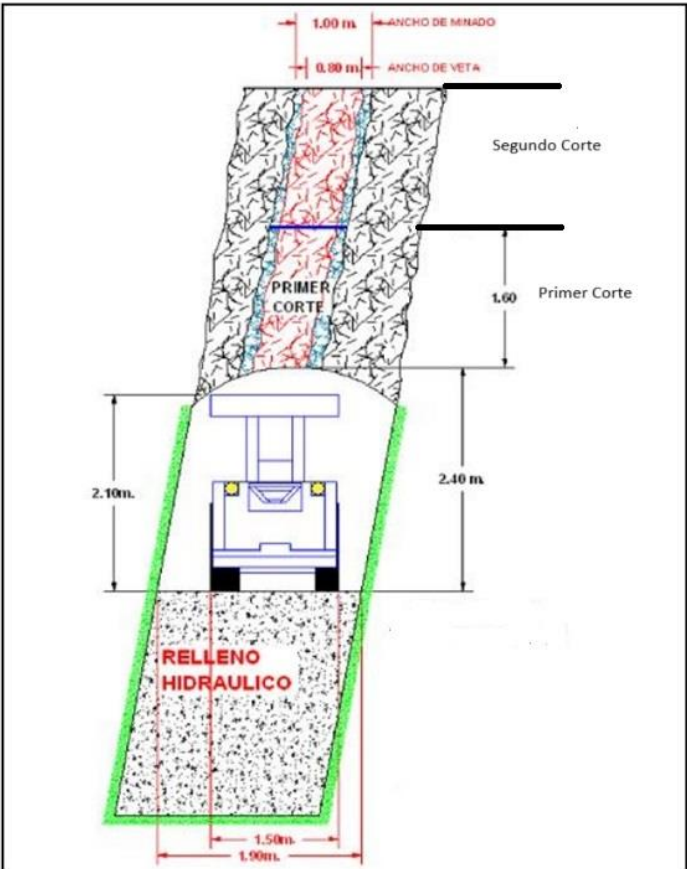 1.00 m. ANCHO DE MINADO
0.80 m. ANCHO DE VETA
Segundo Corte
PRIMER
CORTE
1.60
Primer Corte
2.10m.
2.40 m.
RELLENO
HIDRAULICO
1.50m.
1.90m.